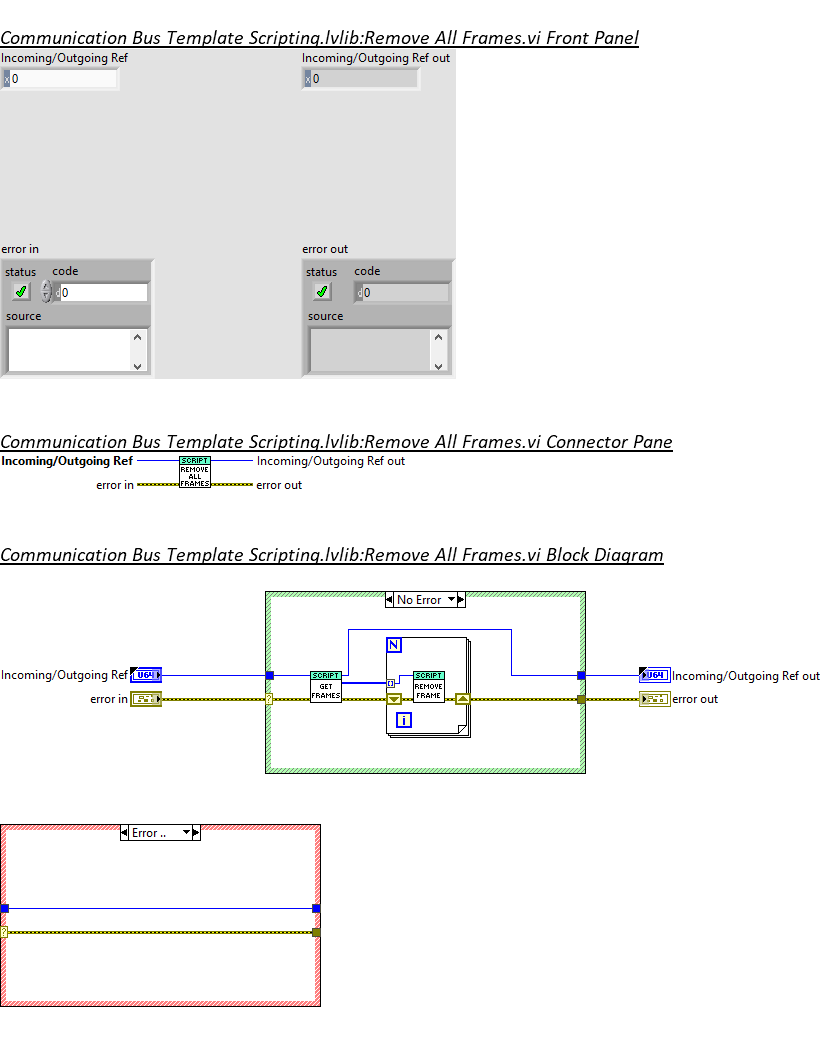 Communication Bus Template Scripting.lvlib:Remove All Frames.vi Front Panel
Incoming/Outgoing Ref
Incoming/Outgoing Ref out
x 0
x 0
error in
error out
status code
status code
d 0
d 0
source
source
Communication Bus Template Scripting.lvlib:Remove All Frames.vi Connector Pane
Incoming/Outgoing Ref
SCRIPT
REMOVE
ALL
FRAMES
Incoming/Outgoing Ref out
error in
error out
Communication Bus Template Scripting.lvlib:Remove All Frames.vi Block Diagram
No Error
N
Incoming/Outgoing Ref
U64
SCRIPT
GET
FRAMES
SCRIPT
REMOVE
FRAME
U64
Incoming/Outgoing Ref out
error in
?
error out
i
Error ..
?